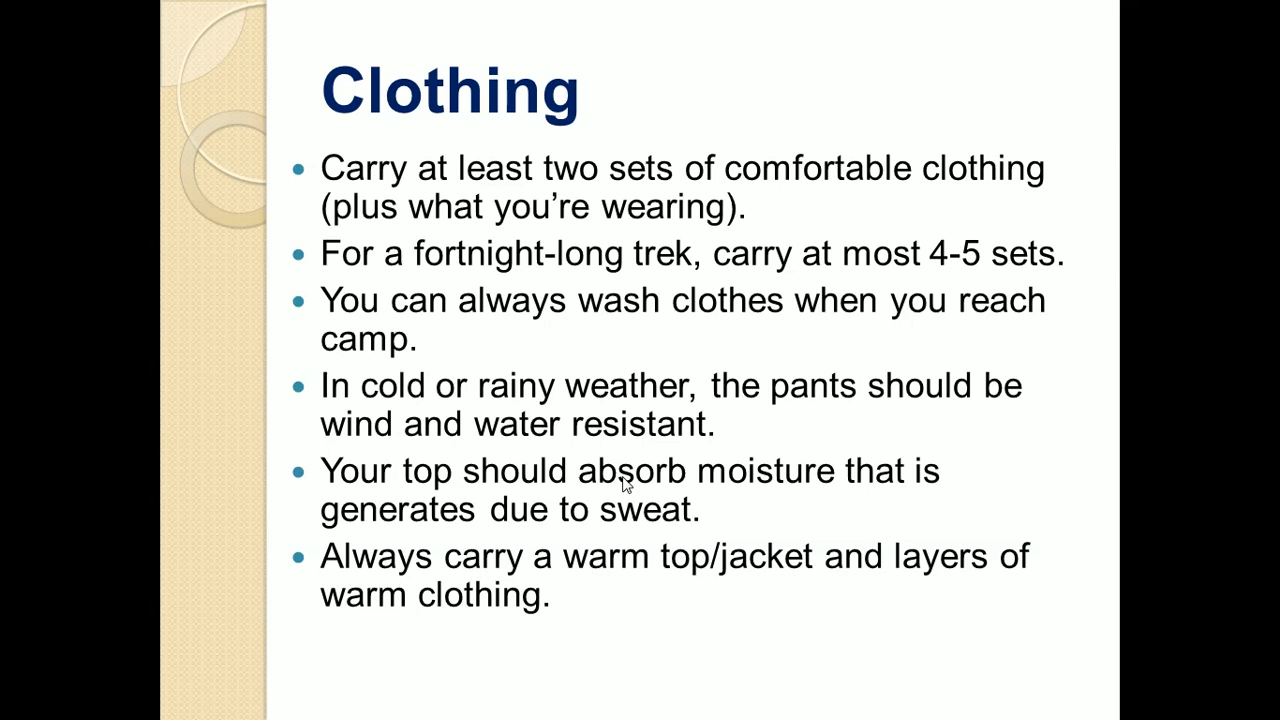 Clothing
• Carry at least two sets of comfortable clothing
(plus what you’re wearing).
• For a fortnight-long trek, carry at most 4-5 sets.
• You can always wash clothes when you reach
camp.
• In cold or rainy weather, the pants should be
wind and water resistant.
• Your top should absorb moisture that is
generates due to sweat.
• Always carry a warm top/jacket and layers of
warm clothing.